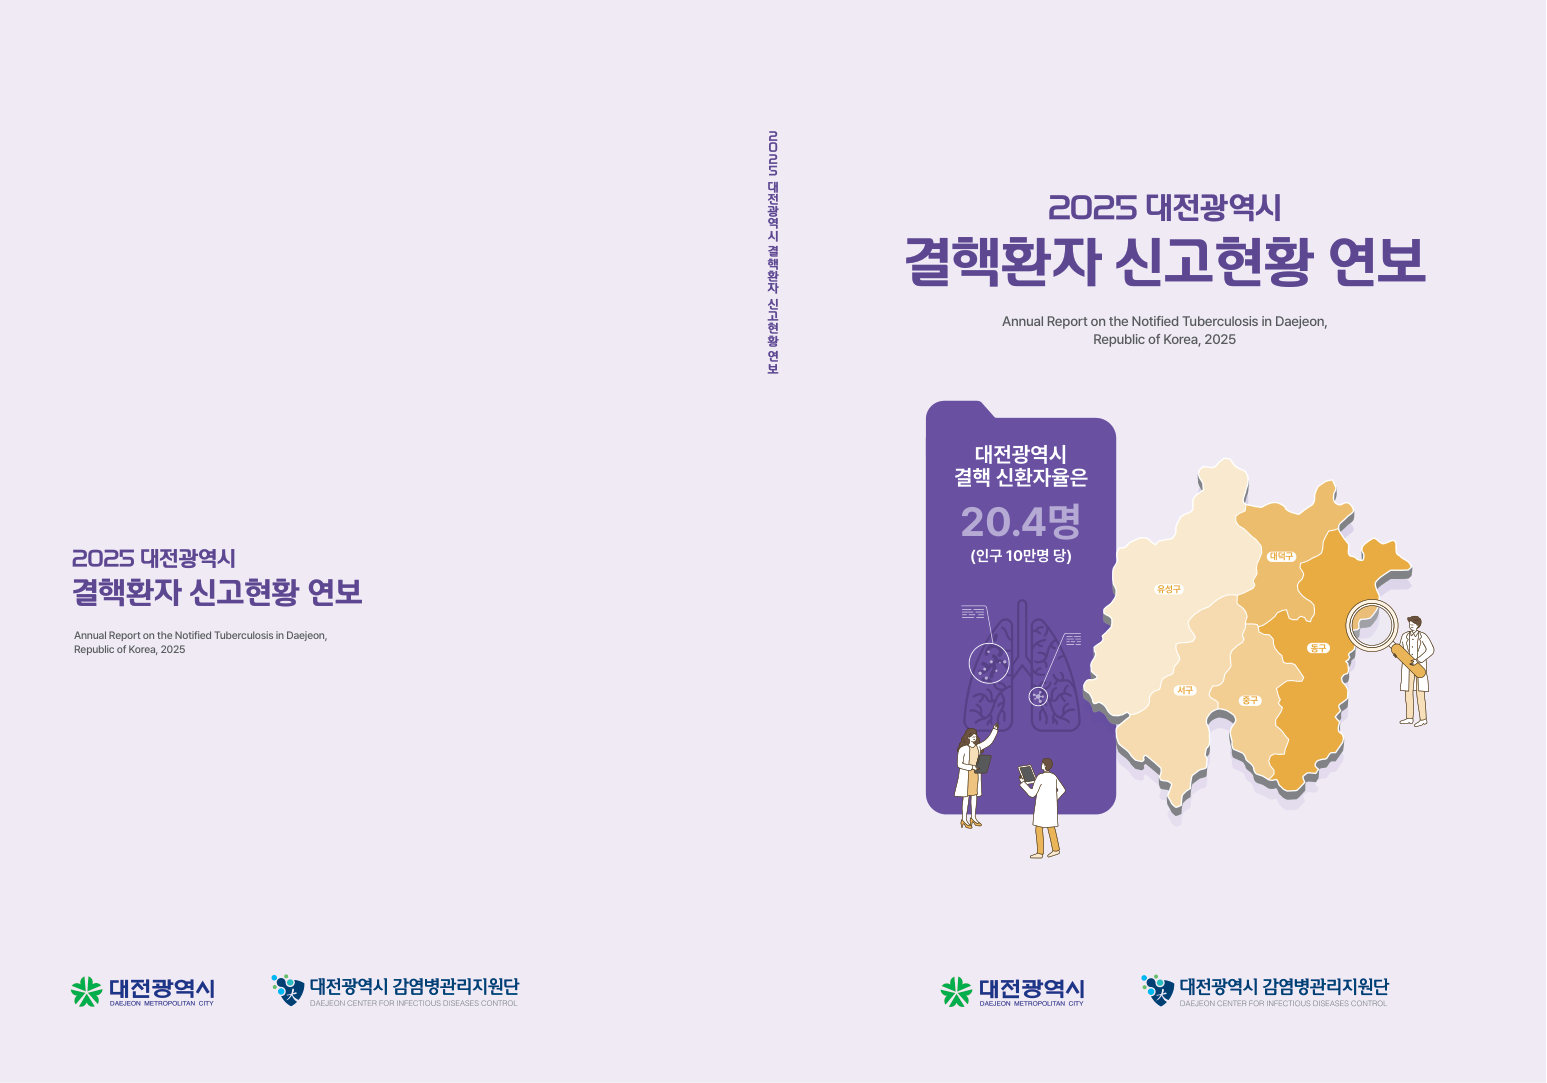 2025 대전광역시
결핵환자 신고현황 연보
Annual Report on the Notified Tuberculosis in Daejeon,
Republic of Korea, 2025
대전광역시
DAEJEON METROPOLITAN CITY
대전광역시 감염병관리지원단
DAEJEON CENTER FOR INFECTIOUS DISEASES CONTROL
2025 대전광역시 결핵환자 신고현황 연보
2025 대전광역시
결핵환자 신고현황 연보
Annual Report on the Notified Tuberculosis in Daejeon,
Republic of Korea, 2025
대전광역시
결핵 신환자율은
20.4명
(인구 10만명 당)
대덕구
유성구
동구
서구
중구
대전광역시
DAEJEON METROPOLITAN CITY
대전광역시 감염병관리지원단
DAEJEON CENTER FOR INFECTIOUS DISEASES CONTROL